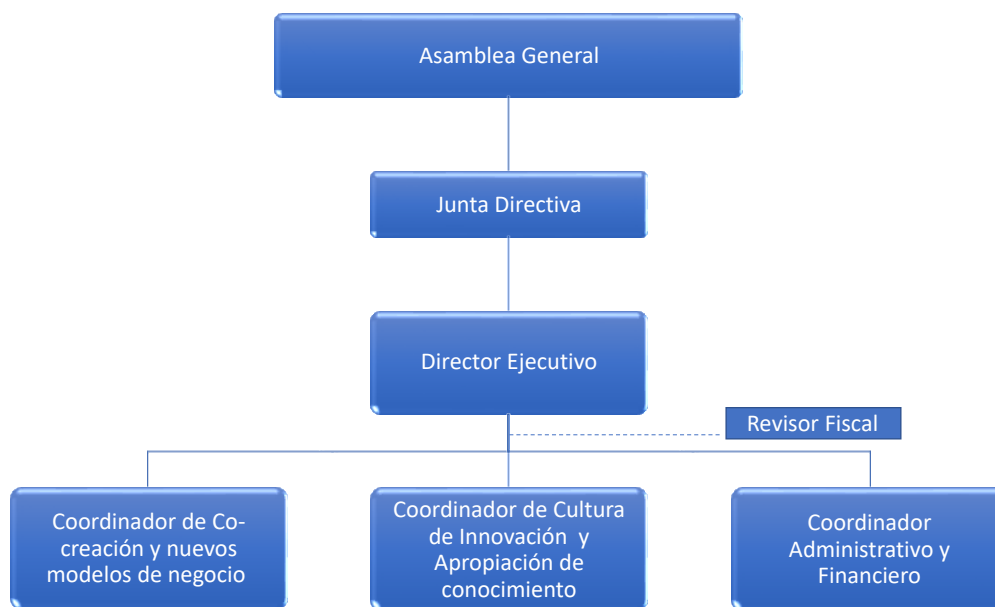 Asamblea General
Junta Directiva
Director Ejecutivo
Revisor Fiscal
Coordinador de Co-
creación y nuevos
modelos de negocio
Coordinador de Cultura
de Innovación y
Apropiación de
conocimiento
Coordinador
Administrativo y
Financiero